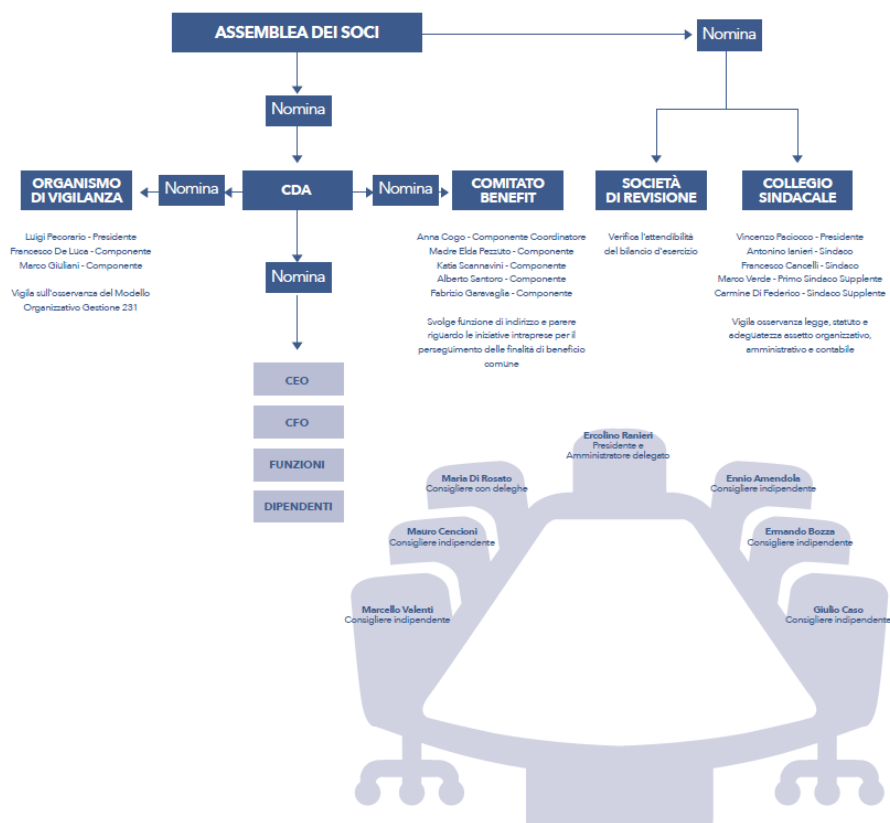 ASSEMBLEA DEI SOCI
Nomina
Nomina
ORGANISMO
DI VIGILANZA
Nomina
CDA
Nomina
COMITATO
BENEFIT
SOCIETÀ
DI REVISIONE
COLLEGIO
SINDACALE
Luigi Pecorario - Presidente
Francesco De Luca - Componente
Marco Giuliani - Componente
Vigila sull'osservanza del Modello
Organizzativo Gestione 231
Nomina
Anna Cogo - Componente Coordinatore
Madre Elda Pezzuto - Componente
Katia Scannavini - Componente
Alberto Santoro - Componente
Fabrizio Garavaglia - Componente
Svolge funzione di indirizzo e parere
riguardo le iniziative intraprese per il
perseguimento delle finalità di beneficio
comune
Verifica l'attendibilità
del bilancio d'esercizio
Vincenzo Paciocco - Presidente
Antonino Ianieri - Sindaco
Francesco Cancelli - Sindaco
Marco Verde - Primo Sindaco Supplente
Carmine Di Federico - Sindaco Supplente
Vigila osservanza legge, statuto e
adeguatezza assetto organizzativo,
amministrativo e contabile
CEO
CFO
FUNZIONI
DIPENDENTI
Ercolino Ranieri
Presidente e
Amministratore delegato
Maria Di Rosato
Consigliere con deleghe
Ennio Amendola
Consigliere indipendente
Mauro Cencioni
Consigliere indipendente
Ermando Bozza
Consigliere indipendente
Marcello Valenti
Consigliere indipendente
Giulio Caso
Consigliere indipendente